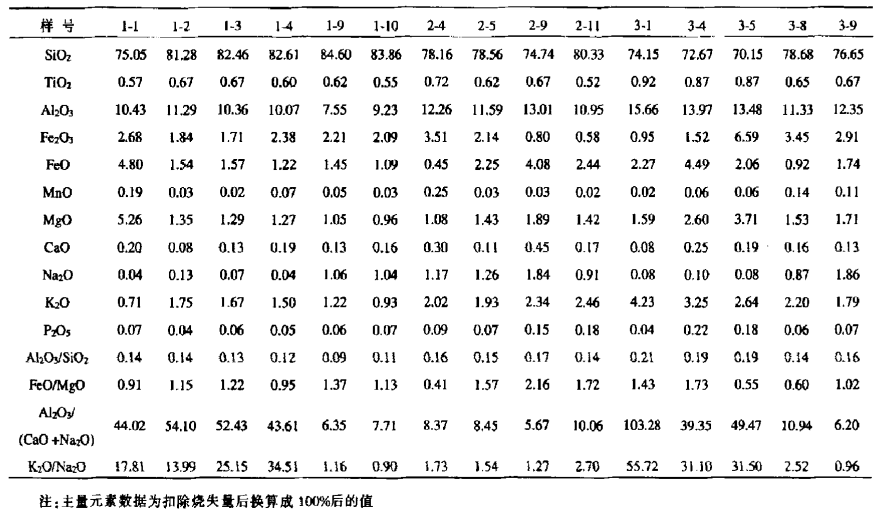 样 号 1-1 1-2 1-3 1-4 1-9 1-10 2-4 2-5 2-9 2-11 3-1 3-4 3-5 3-8 3-9
SiO₂ 75.05 81.28 82.46 82.61 84.60 83.86 78.16 78.56 74.74 80.33 74.15 72.67 70.15 78.68 76.65
TiO₂ 0.57 0.67 0.67 0.60 0.62 0.55 0.72 0.62 0.67 0.52 0.92 0.87 0.87 0.65 0.67
Al₂O₃ 10.43 11.29 10.36 10.07 7.55 9.23 12.26 11.59 13.01 10.95 15.66 13.97 13.48 11.33 12.35
Fe₂O₃ 2.68 1.84 1.71 2.38 2.21 2.09 3.51 2.14 0.80 0.58 0.95 1.52 6.59 3.45 2.91
FeO 4.80 1.54 1.57 1.22 1.45 1.09 0.45 2.25 4.08 2.44 2.27 4.49 2.06 0.92 1.74
MnO 0.19 0.03 0.02 0.07 0.05 0.03 0.25 0.03 0.03 0.02 0.02 0.06 0.06 0.14 0.11
MgO 5.26 1.35 1.29 1.27 1.05 0.96 1.08 1.43 1.89 1.42 1.59 2.60 3.71 1.53 1.71
CaO 0.20 0.08 0.13 0.19 0.13 0.16 0.30 0.11 0.45 0.17 0.08 0.25 0.19 0.16 0.13
Na₂O 0.04 0.13 0.07 0.04 1.06 1.04 1.17 1.26 1.84 0.91 0.08 0.10 0.08 0.87 1.86
K₂O 0.71 1.75 1.67 1.50 1.22 0.93 2.02 1.93 2.34 2.46 4.23 3.25 2.64 2.20 1.79
P₂O₅ 0.07 0.04 0.06 0.05 0.06 0.07 0.09 0.07 0.15 0.18 0.04 0.22 0.18 0.06 0.07
Al₂O₃/SiO₂ 0.14 0.14 0.13 0.12 0.09 0.11 0.16 0.15 0.17 0.14 0.21 0.19 0.19 0.14 0.16
FeO/MgO 0.91 1.15 1.22 0.95 1.37 1.13 0.41 1.57 2.16 1.72 1.43 1.73 0.55 0.60 1.02
Al₂O₃/
(CaO +Na₂O) 44.02 54.10 52.43 43.61 6.35 7.71 8.37 8.45 5.67 10.06 103.28 39.35 49.47 10.94 6.20
K₂O/Na₂O 17.81 13.99 25.15 34.51 1.16 0.90 1.73 1.54 1.27 2.70 55.72 31.10 31.50 2.52 0.96
注:主量元素数据为扣除烧失量后换算成 100%后的值